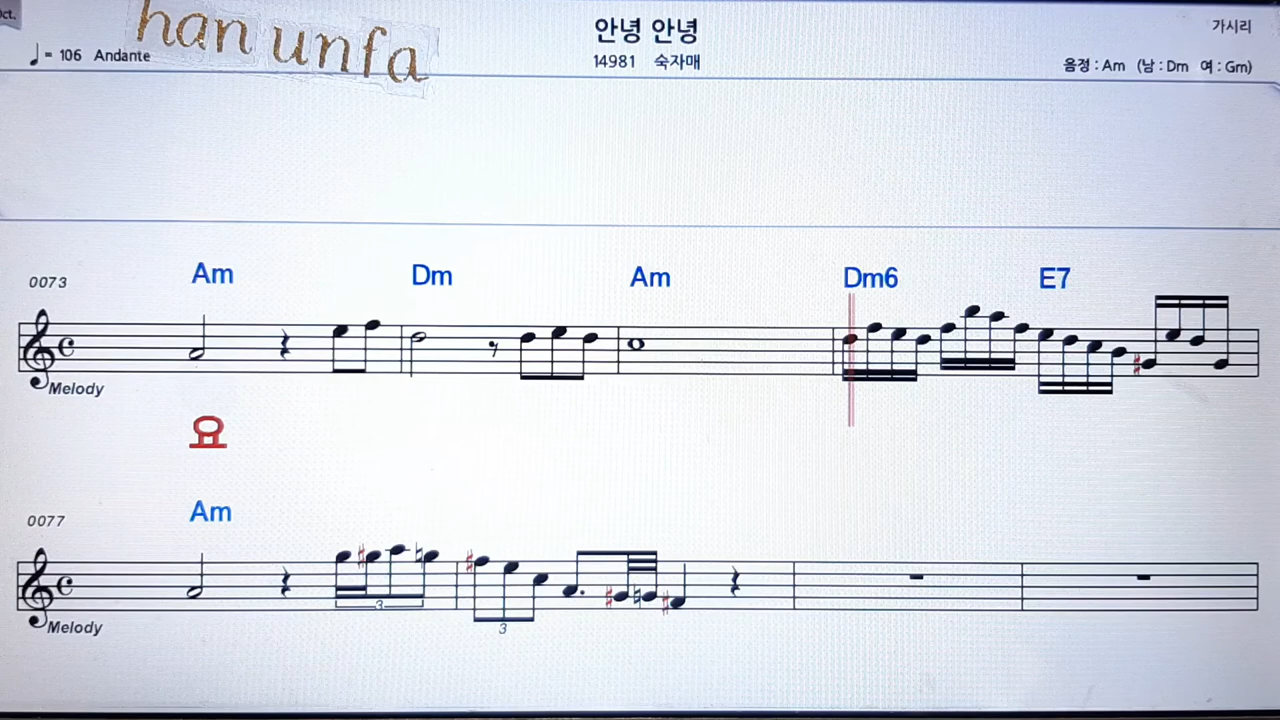 oct.
han unfa
안녕 안녕
가시리
♩= 106 Andante
14981 숙자매
음정 : Am (남 : Dm 여 : Gm)
0073 Am Dm Am Dm6 E7
Melody
요
0077 Am
3 3
Melody